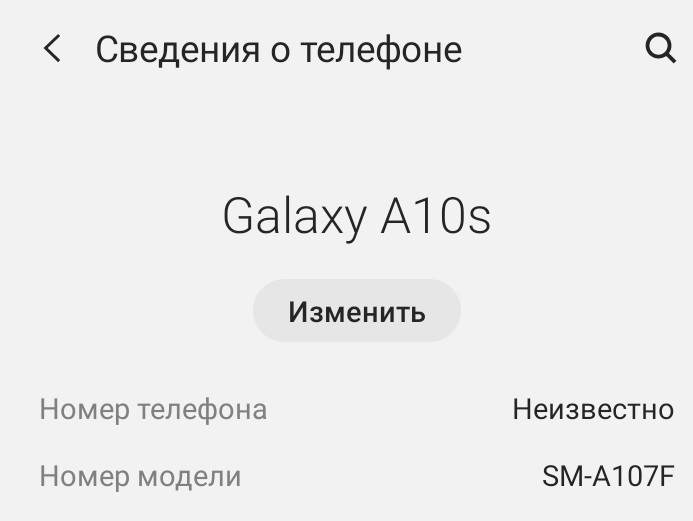 Сведения о телефоне
Galaxy A10s
Изменить
Номер телефона Неизвестно
Номер модели SM-A107F